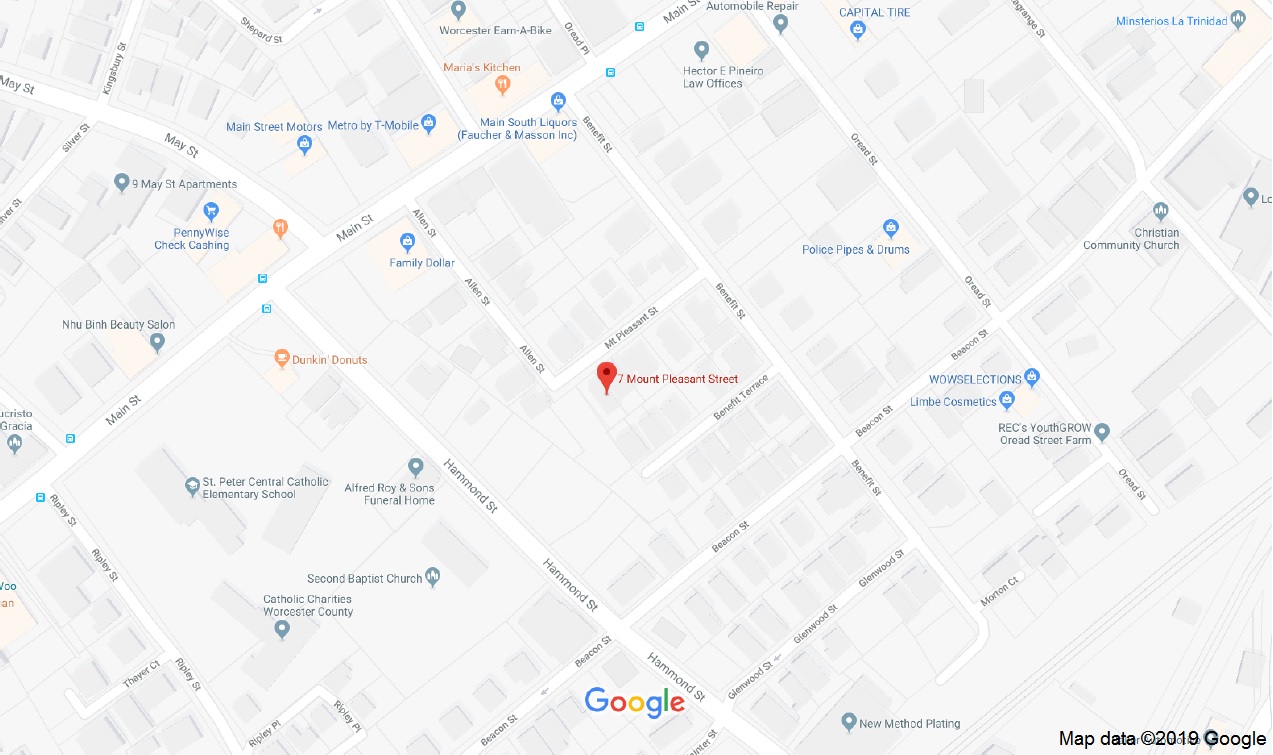 Shepard St
Worcester Earn-A-Bike
Oread Pl
Main St
Automobile Repair
CAPITAL TIRE
Minsterios La Trinidad
Kingsbury St
May St
Maria's Kitchen
Hector E Pineiro
Law Offices
Silver St
May St
Main Street Motors
Metro by T-Mobile
Main South Liquors
(Faucher & Masson Inc)
Benefit St
Oread St
9 May St Apartments
PennyWise
Check Cashing
Main St
Allen St
Family Dollar
Police Pipes & Drums
Christian
Community Church
Allen St
Benefit St
Oread St
Nhu Binh Beauty Salon
Mt Pleasant St
Dunkin' Donuts
Allen St
7 Mount Pleasant Street
Beacon St
WOWSELECTIONS
Limbe Cosmetics
Benefit Terrace
Main St
Beacon St
REC's YouthGROW
Oread Street Farm
Gracia
St. Peter Central Catholic
Elementary School
Alfred Roy & Sons
Funeral Home
Hammond St
Benefit St
Oread St
Ripley St
Beacon St
Ripley St
Second Baptist Church
Hammond St
Glenwood St
Catholic Charities
Worcester County
Morton Ct
Glenwood St
Beacon St
Thayer Ct
Ripley St
Hammond St
Glenwood St
Google
Ripley Pl
Ripley Pl
Beacon St
New Method Plating
Map data ©2019 Google